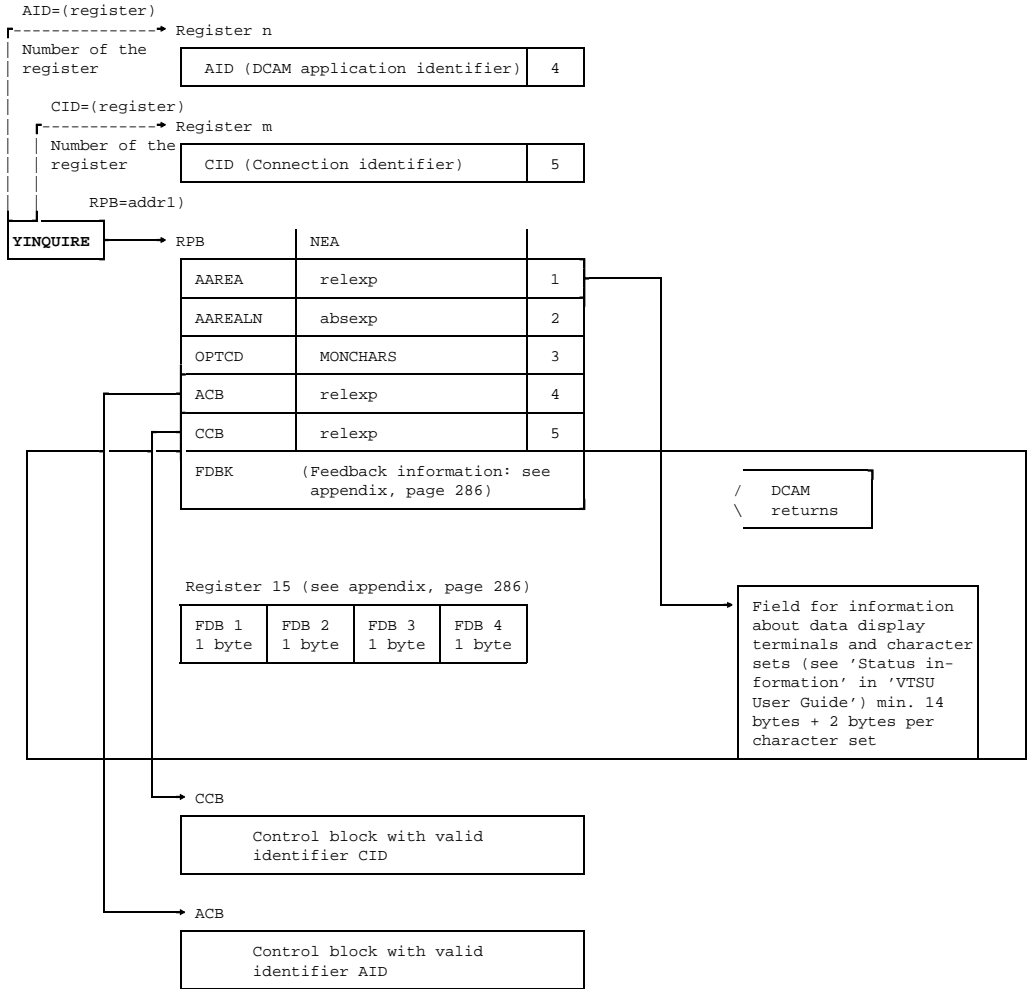 AID=(register)
Register n
Number of the
register
AID (DCAM application identifier) 4
CID=(register)
Register m
Number of the
register
CID (Connection identifier) 5
RPB=addr1)
YINQUIRE
RPB NEA
AAREA relexp 1
AAREALN absexp 2
OPTCD MONCHARS 3
ACB relexp 4
CCB relexp 5
FDBK (Feedback information: see
appendix, page 286)
/ DCAM
\ returns
Register 15 (see appendix, page 286)
FDB 1 FDB 2 FDB 3 FDB 4
1 byte 1 byte 1 byte 1 byte
Field for information
about data display
terminals and character
sets (see 'Status in-
formation' in 'VTSU
User Guide') min. 14
bytes + 2 bytes per
character set
CCB
Control block with valid
identifier CID
ACB
Control block with valid
identifier AID